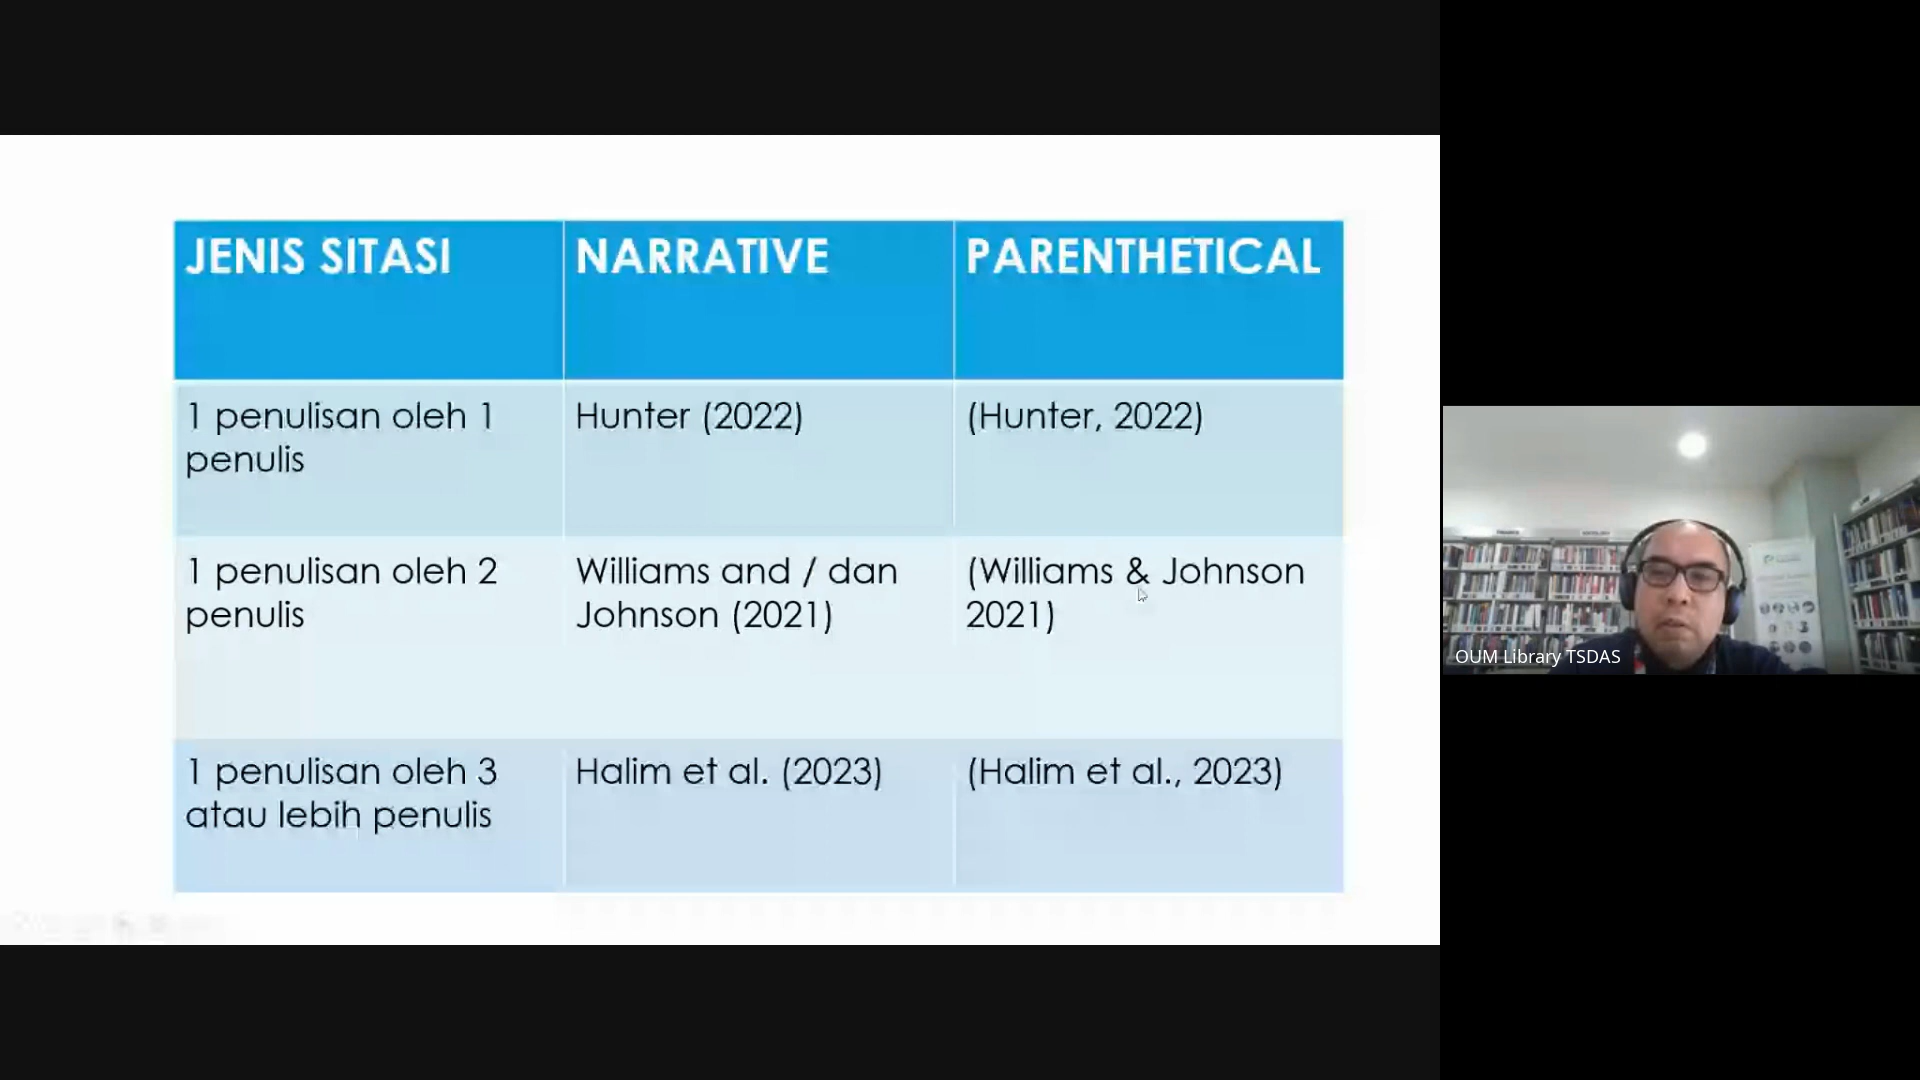 JENIS SITASI
NARRATIVE
PARENTHETICAL
1 penulisan oleh 1
penulis
Hunter (2022)
(Hunter, 2022)
1 penulisan oleh 2
penulis
Williams and / dan
Johnson (2021)
(Williams & Johnson
2021)
1 penulisan oleh 3
atau lebih penulis
Halim et al. (2023)
(Halim et al., 2023)
OUM Library TSDAS